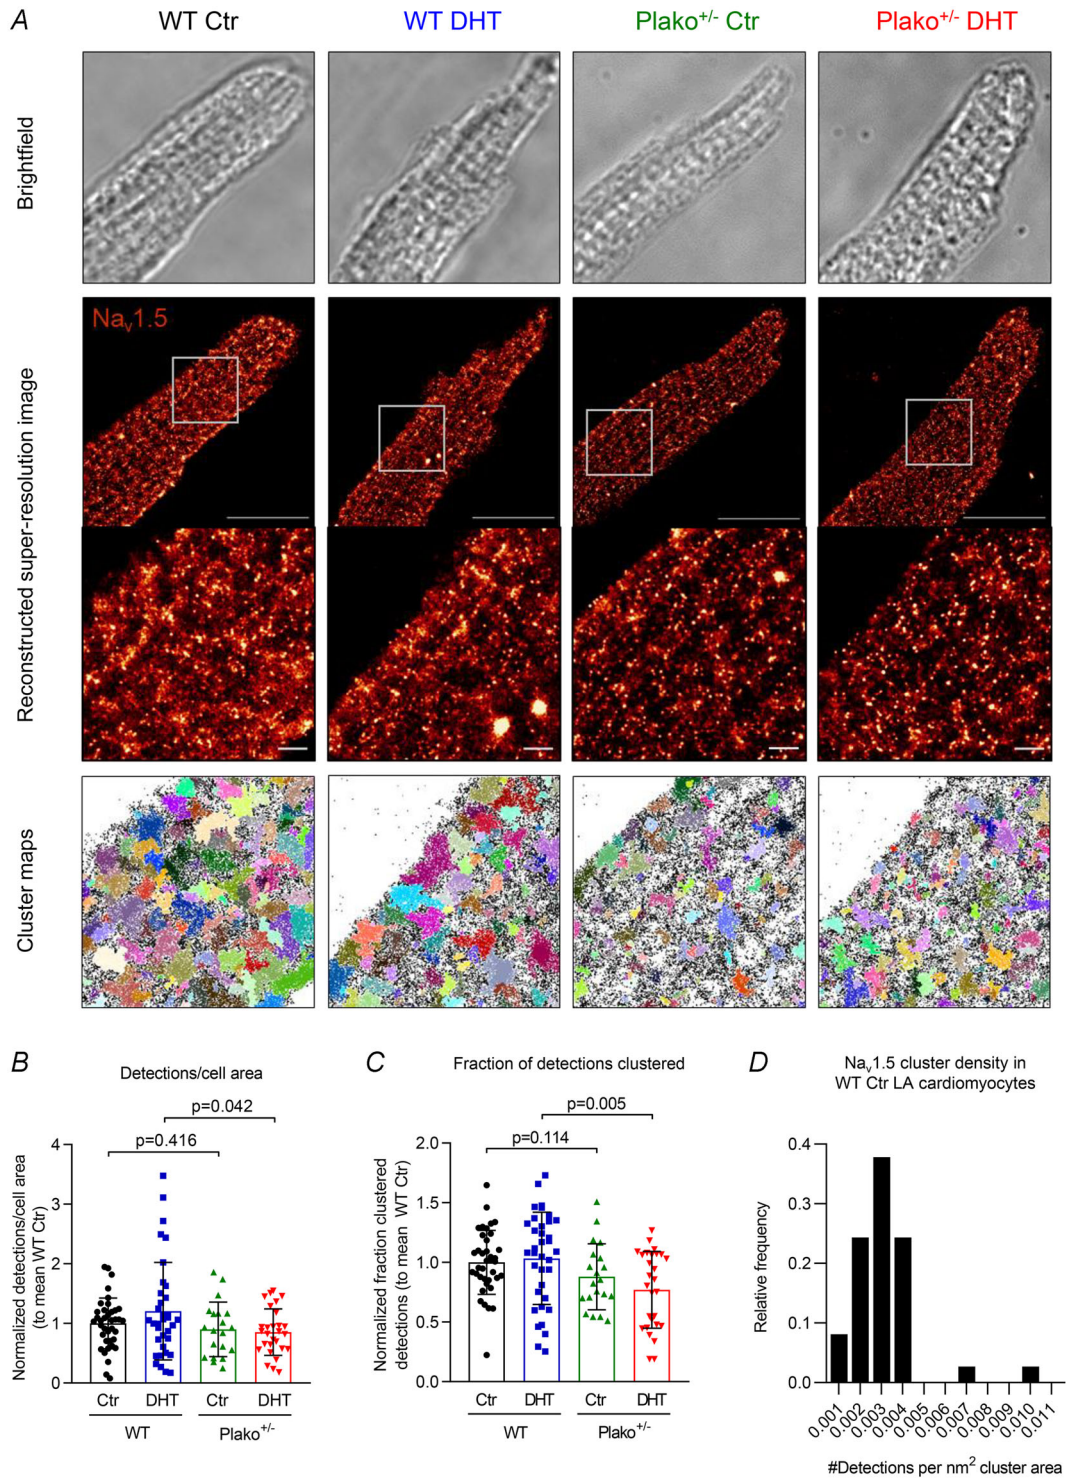 A
WT Ctr
WT DHT
Plako+/- Ctr
Plako+/- DHT
Brightfield
Reconstructed super-resolution image
Nav1.5
Cluster maps
B
Detections/cell area
p=0.042
p=0.416
Normalized detections/cell area
(to mean WT Ctr)
4
3
2
1
0
Ctr
DHT
Ctr
DHT
WT
Plako+/-
C
Fraction of detections clustered
p=0.005
p=0.114
Normalized fraction clustered
detections (to mean WT Ctr)
2.0
1.5
1.0
0.5
0.0
Ctr
DHT
Ctr
DHT
WT
Plako+/-
D
Nav1.5 cluster density in
WT Ctr LA cardiomyocytes
Relative frequency
0.4
0.3
0.2
0.1
0.0
0.001
0.002
0.003
0.004
0.005
0.006
0.007
0.008
0.009
0.010
0.011
#Detections per nm2 cluster area